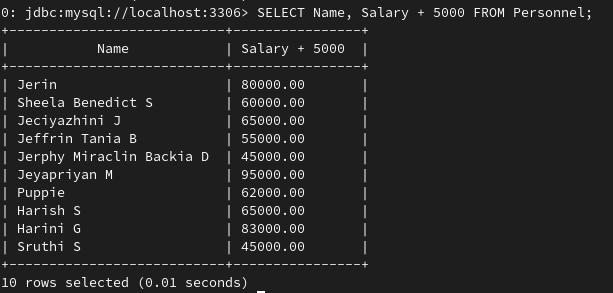 0: jdbc:mysql://localhost:3306> SELECT Name, Salary + 5000 FROM Personnel;
+---------------------------+----------------+
|           Name            | Salary + 5000  |
+---------------------------+----------------+
| Jerin                     | 80000.00       |
| Sheela Benedict S         | 60000.00       |
| Jeciyazhini J             | 65000.00       |
| Jeffrin Tania B           | 55000.00       |
| Jerphy Miraclin Backia D  | 45000.00       |
| Jeyapriyan M              | 95000.00       |
| Puppie                    | 62000.00       |
| Harish S                  | 65000.00       |
| Harini G                  | 83000.00       |
| Sruthi S                  | 45000.00       |
+---------------------------+----------------+
10 rows selected (0.01 seconds)